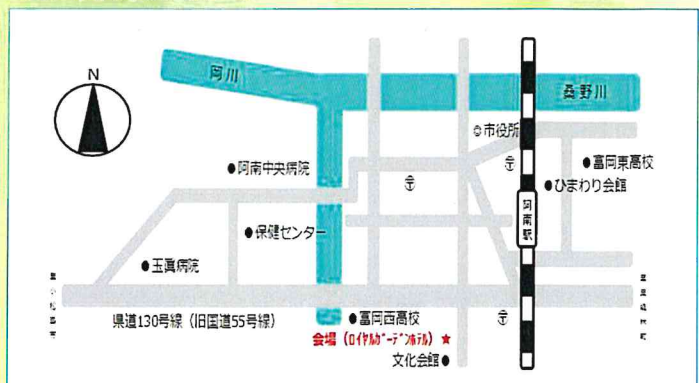 N
岡川
桑野川
◎市役所
●阿南中央病院
〒
〒
●富岡東高校
●ひまわり会館
阿南駅
●保健センター
●玉眞病院
県道130号線（旧国道55号線）
●富岡西高校
〒
会場（ロイヤルガーデンホテル）★
文化会館●